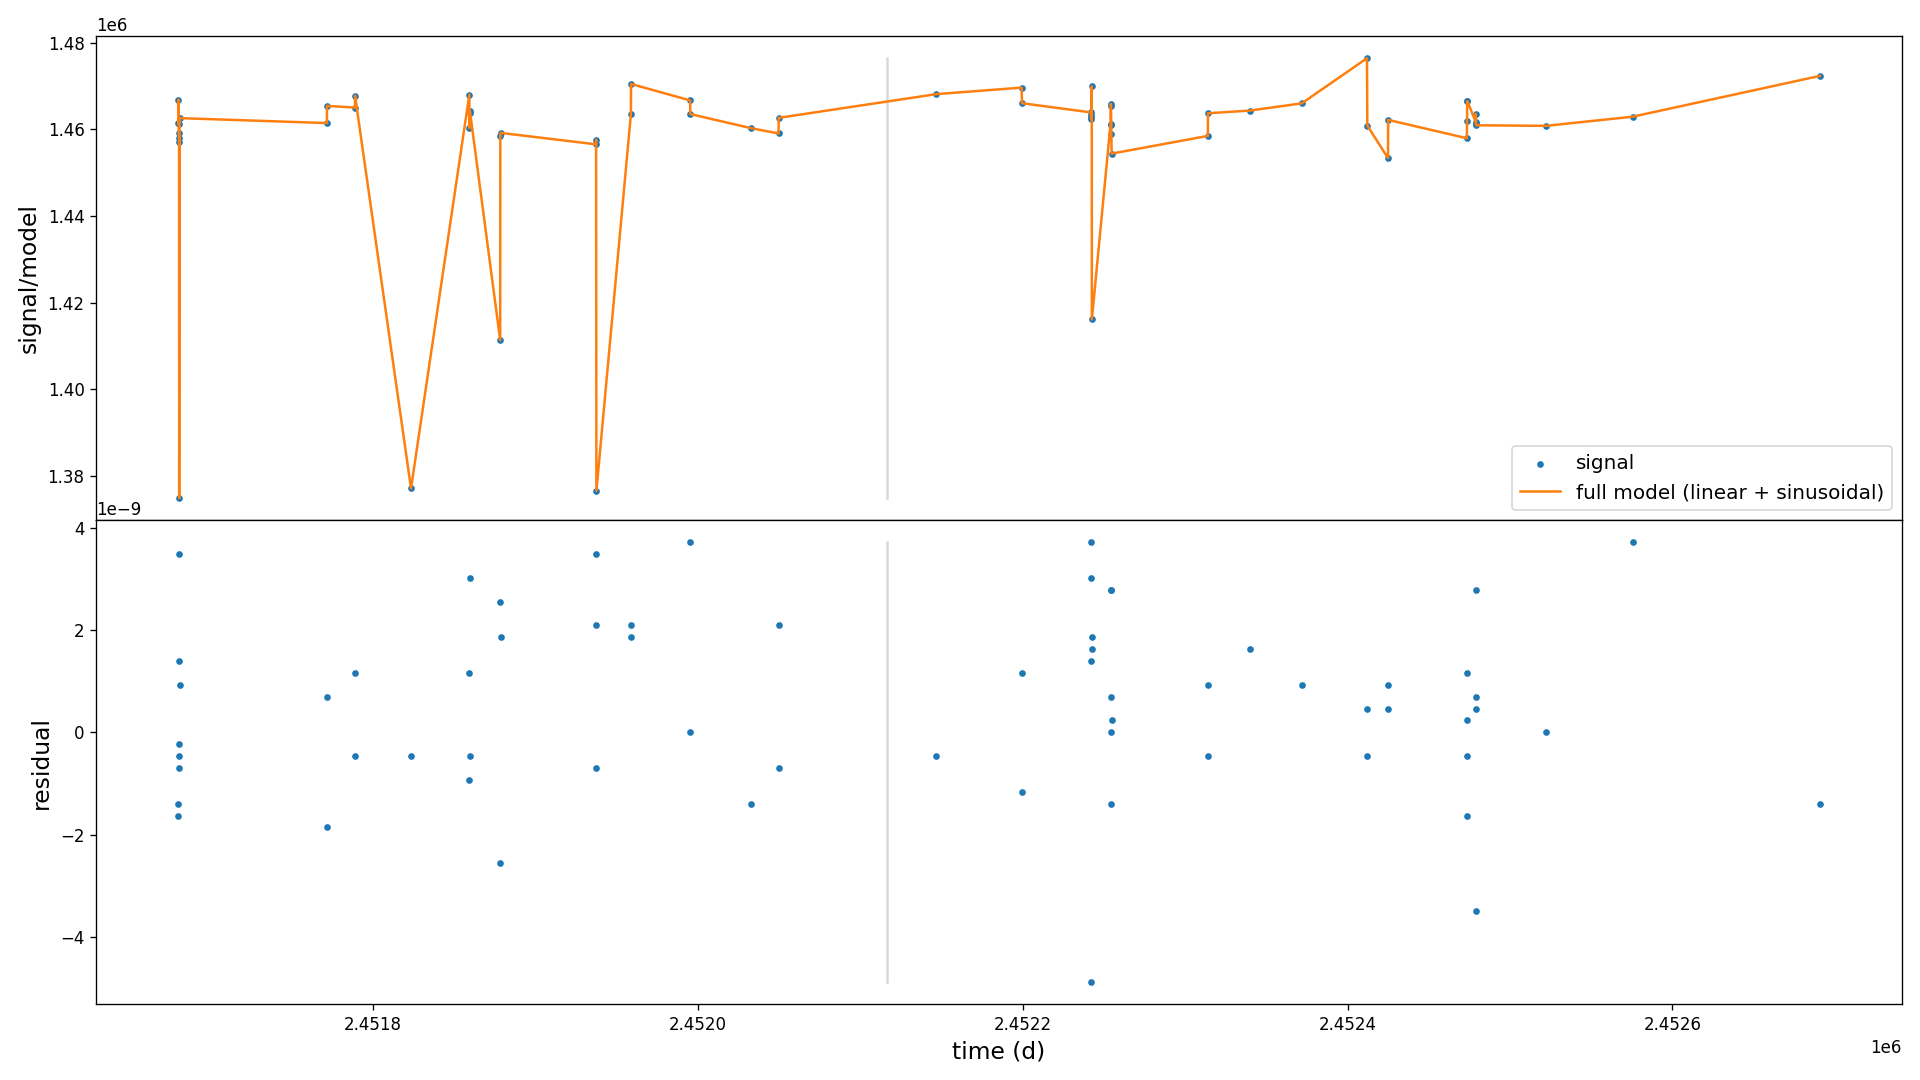 1e6
1.48
1.46
1.44
1.42
1.40
1.38
signal/model
signal
full model (linear + sinusoidal)
1e−9
4
2
0
−2
−4
residual
2.4518
2.4520
2.4522
2.4524
2.4526
1e6
time (d)